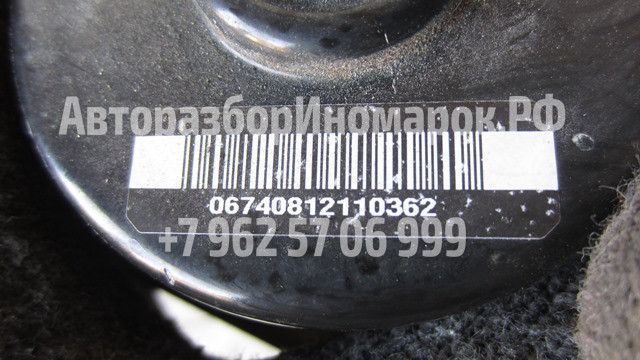 АвторазборИномарок.РФ
06740812110362
+7 962 57 06 999